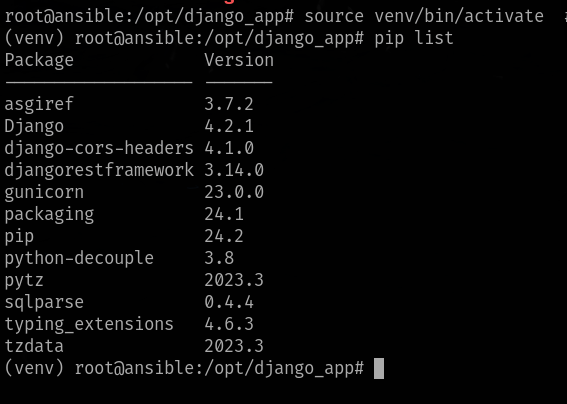 root@ansible:/opt/django_app# source venv/bin/activate
(venv) root@ansible:/opt/django_app# pip list
Package Version
------------------- -------
asgiref 3.7.2
Django 4.2.1
django-cors-headers 4.1.0
djangorestframework 3.14.0
gunicorn 23.0.0
packaging 24.1
pip 24.2
python-decouple 3.8
pytz 2023.3
sqlparse 0.4.4
typing_extensions 4.6.3
tzdata 2023.3
(venv) root@ansible:/opt/django_app#